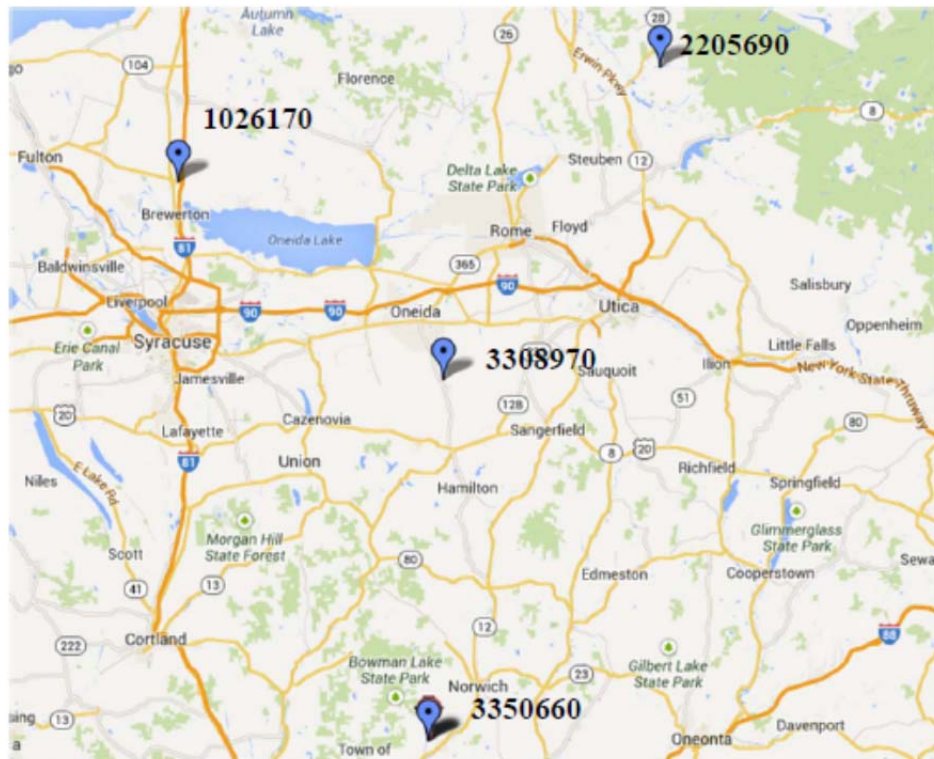 Autumn Lake
28
26
2205690
go
104
Erwin Pkwy
Florence
8
1026170
Fulton
Steuben
12
Delta Lake State Park
Brewerton
Rome
Floyd
Oneida Lake
81
365
Baldwinsville
90
Salisbury
Liverpool
90
90
Oneida
Utica
Oppenheim
Erie Canal Park
Syracuse
Little Falls
3308970
Sauquoit
Ilion
New York State Throway
Jamesville
20
128
51
80
Cazenovia
Lafayette
Sangerfield
8
20
81
Union
Richfield
Niles
E Lake Rd
Hamilton
Springfield
Morgan Hill State Forest
Glimmerglass State Park
Scott
80
Sewa
41
13
Edmeston
Cooperstown
12
Cortland
222
88
Bowman Lake State Park
Gilbert Lake State Park
23
Norwich
ing
13
3350660
Davenport
a
Town of
Oneonta